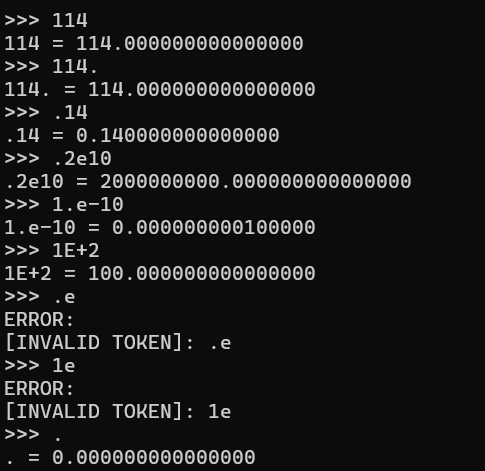 >>> 114
114 = 114.000000000000000
>>> 114.
114. = 114.000000000000000
>>> .14
.14 = 0.140000000000000
>>> .2e10
.2e10 = 2000000000.000000000000000
>>> 1.e-10
1.e-10 = 0.000000000100000
>>> 1E+2
1E+2 = 100.000000000000000
>>> .e
ERROR:
[INVALID TOKEN]: .e
>>> 1e
ERROR:
[INVALID TOKEN]: 1e
>>> .
. = 0.000000000000000